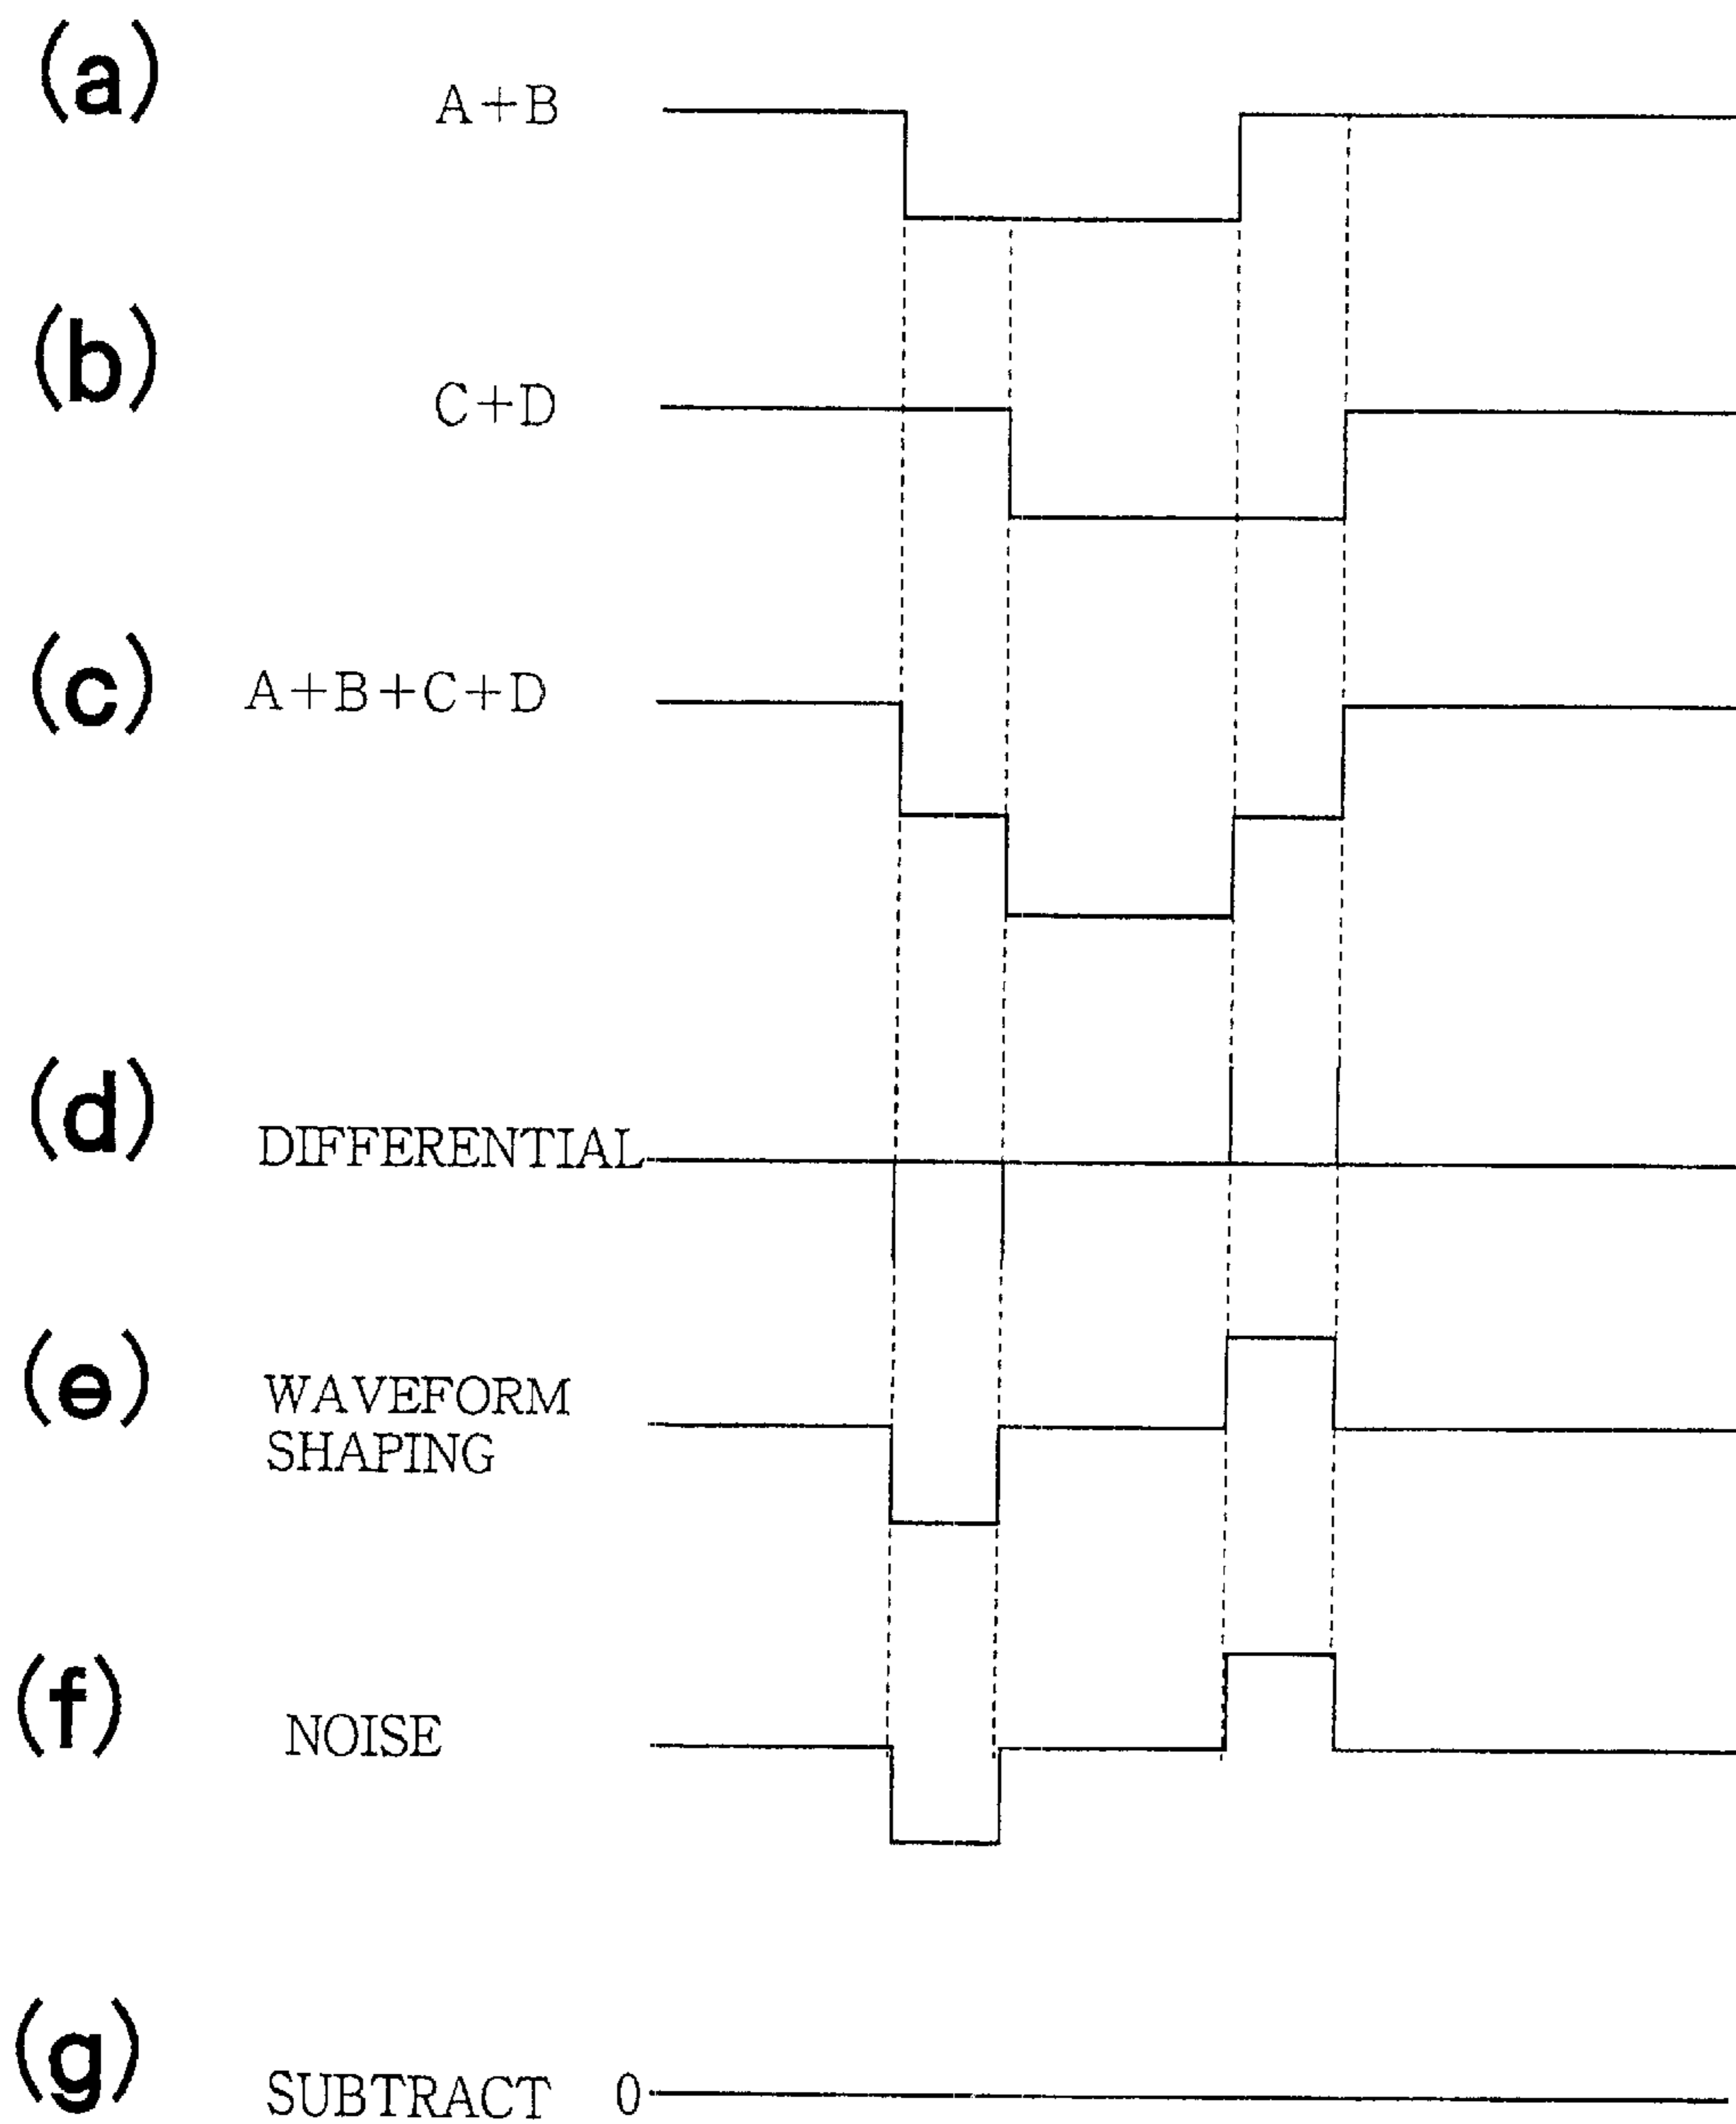 (a) A+B
(b) C+D
(c) A+B+C+D
(d) DIFFERENTIAL
(e) WAVEFORM
SHAPING
(f) NOISE
(g) SUBTRACT 0